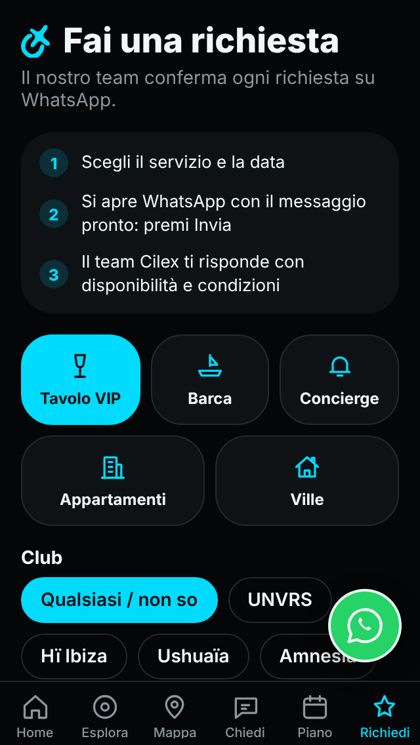 Fai una richiesta
Il nostro team conferma ogni richiesta su
WhatsApp.
1 Scegli il servizio e la data
2 Si apre WhatsApp con il messaggio
pronto: premi Invia
3 Il team Cilex ti risponde con
disponibilità e condizioni
Tavolo VIP Barca Concierge
Appartamenti Ville
Club
Qualsiasi / non so UNVRS
Hï Ibiza Ushuaïa Amnesia
Home Esplora Mappa Chiedi Piano Richiedi